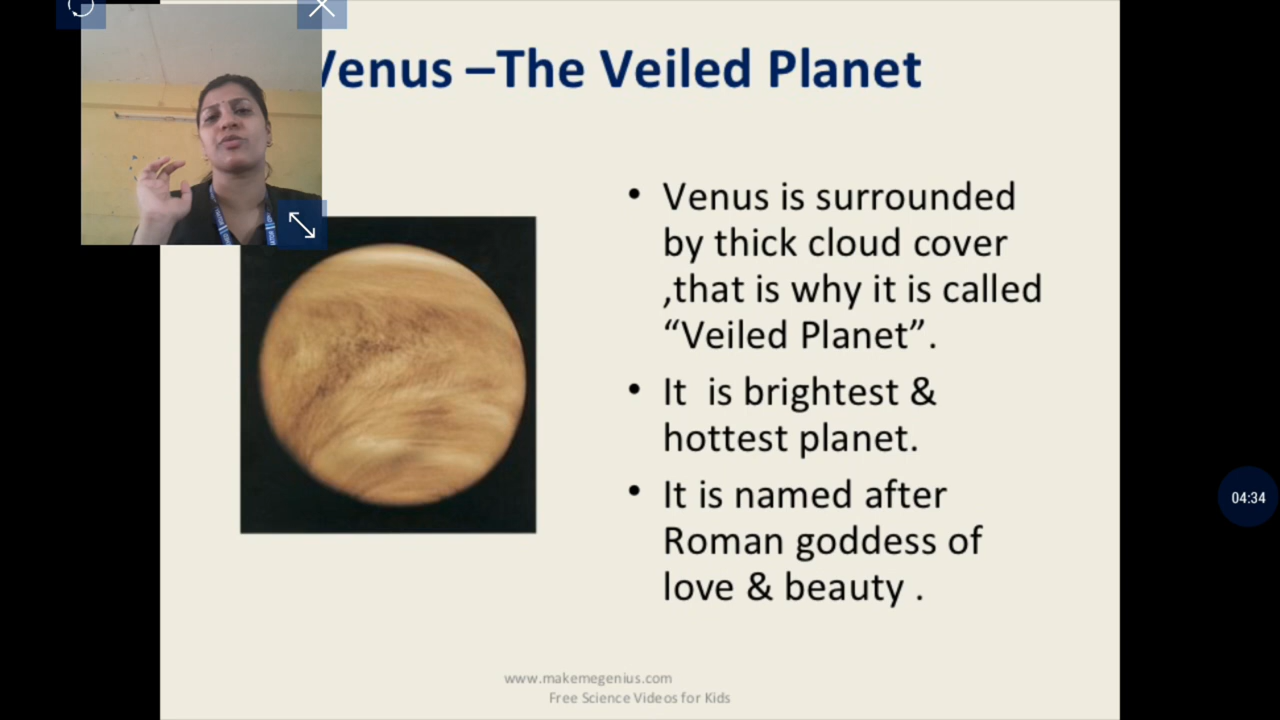 Venus –The Veiled Planet
• Venus is surrounded
by thick cloud cover
,that is why it is called
“Veiled Planet”.
• It  is brightest &
hottest planet.
• It is named after
Roman goddess of
love & beauty .
04:34
www.makemegenius.com
Free Science Videos for Kids